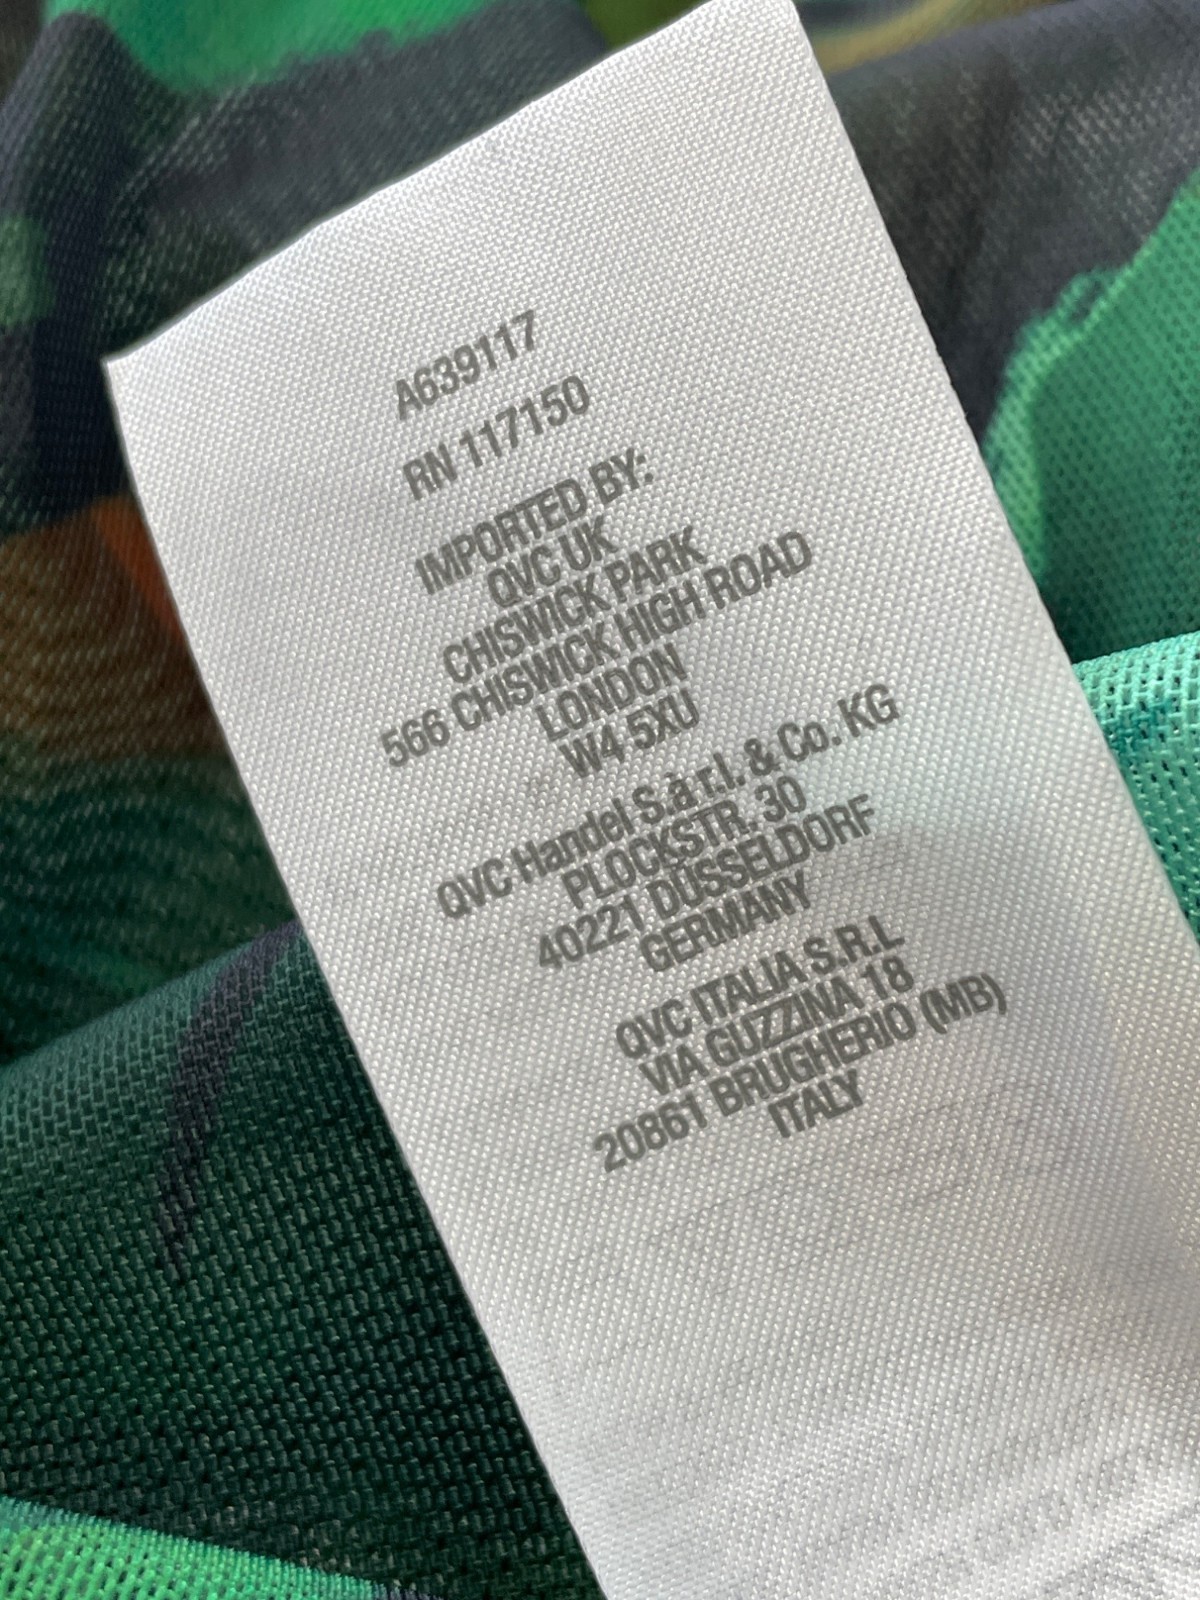 A639117
RN 117150
IMPORTED BY:
QVC UK
CHISWICK PARK
566 CHISWICK HIGH ROAD
LONDON
W4 5XU
QVC Handel S.à r.l. & Co. KG
PLOCKSTR. 30
40221 DÜSSELDORF
GERMANY
QVC ITALIA S.R.L
VIA GUZZINA 18
20861 BRUGHERIO (MB)
ITALY